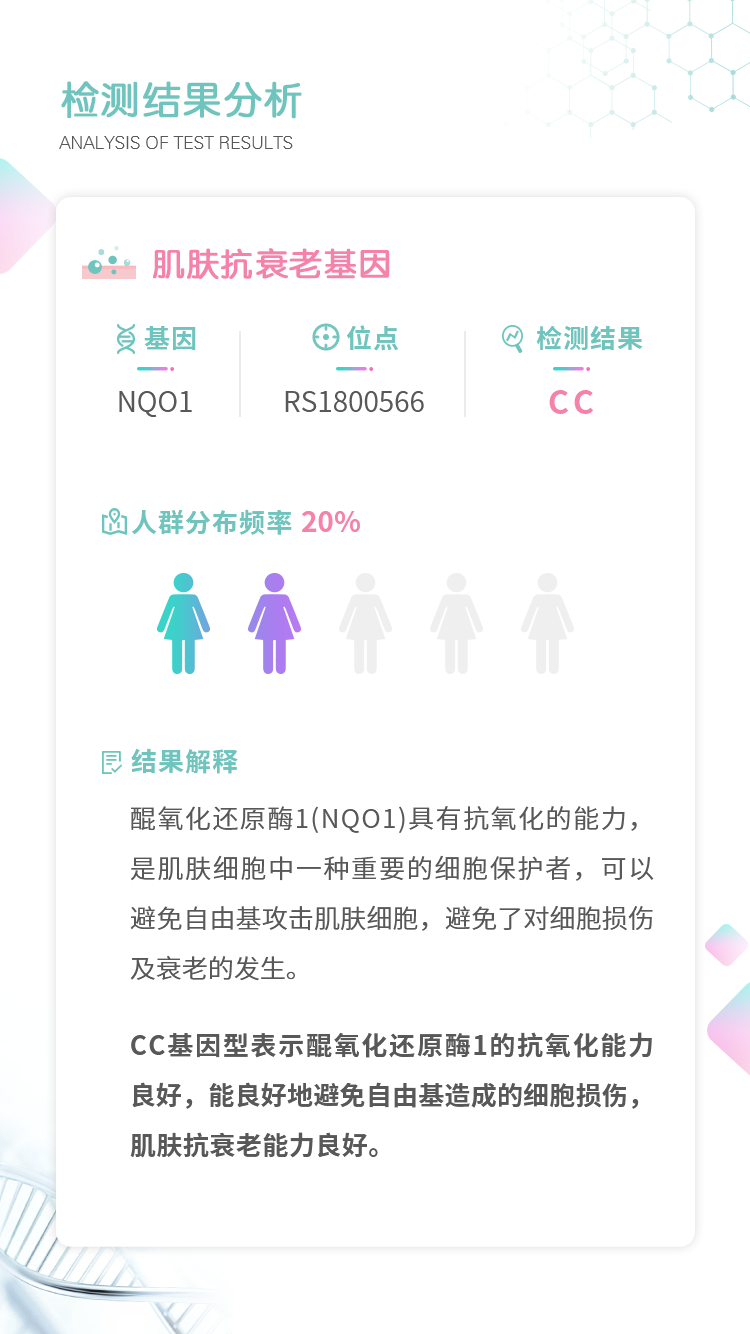 检测结果分析
ANALYSIS OF TEST RESULTS
肌肤抗衰老基因
基因
位点
检测结果
NQO1
RS1800566
CC
人群分布频率 20%
结果解释
醌氧化还原酶1(NQO1)具有抗氧化的能力，
是肌肤细胞中一种重要的细胞保护者，可以
避免自由基攻击肌肤细胞，避免了对细胞损伤
及衰老的发生。
CC基因型表示醌氧化还原酶1的抗氧化能力
良好，能良好地避免自由基造成的细胞损伤，
肌肤抗衰老能力良好。